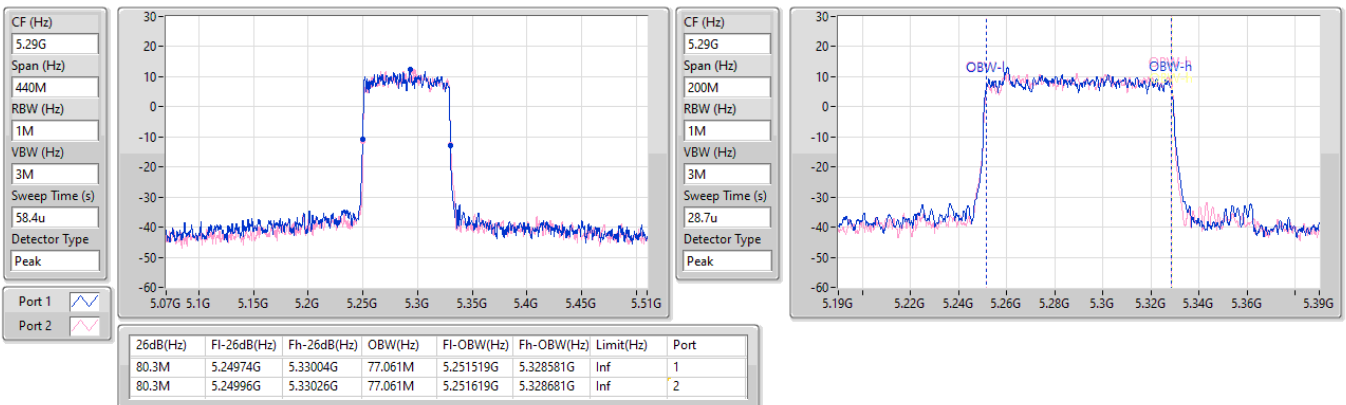 CF (Hz)
5.29G
Span (Hz)
440M
RBW (Hz)
1M
VBW (Hz)
3M
Sweep Time (s)
58.4u
Detector Type
Peak
Port 1
Port 2
30
20
10
0
-10
-20
-30
-40
-50
-60
5.07G 5.1G 5.15G 5.2G 5.25G 5.3G 5.35G 5.4G 5.45G 5.51G
CF (Hz)
5.29G
Span (Hz)
200M
RBW (Hz)
1M
VBW (Hz)
3M
Sweep Time (s)
28.7u
Detector Type
Peak
30
20
10
0
-10
-20
-30
-40
-50
-60
OBW-l OBW-h
5.19G 5.22G 5.24G 5.26G 5.28G 5.3G 5.32G 5.34G 5.36G 5.39G
26dB(Hz) Fl-26dB(Hz) Fh-26dB(Hz) OBW(Hz) Fl-OBW(Hz) Fh-OBW(Hz) Limit(Hz) Port
80.3M 5.24974G 5.33004G 77.061M 5.251519G 5.328581G Inf 1
80.3M 5.24996G 5.33026G 77.061M 5.251619G 5.328681G Inf 2